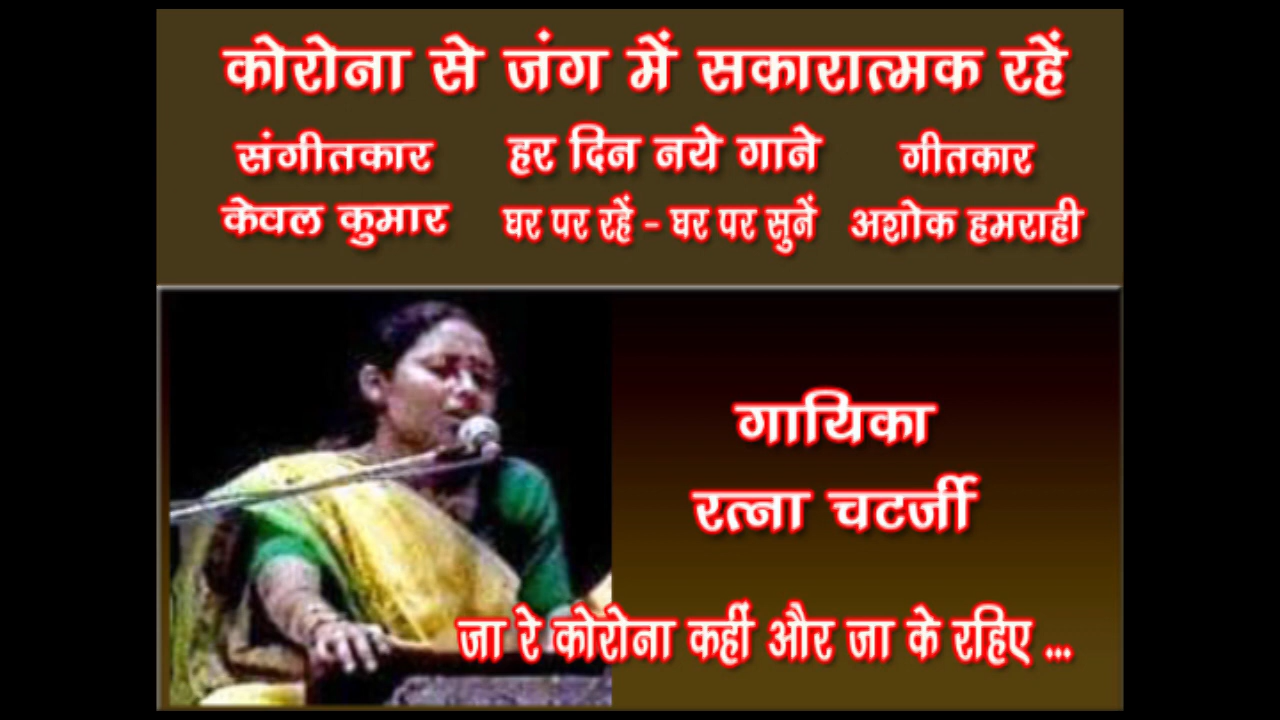 कोरोना से जंग में सकारात्मक रहें
संगीतकार हर दिन नये गाने गीतकार
केवल कुमार घर पर रहें - घर पर सुनें अशोक हमराही
गायिका
रत्ना चटर्जी
जा रे कोरोना कहीं और जा के रहिए ...